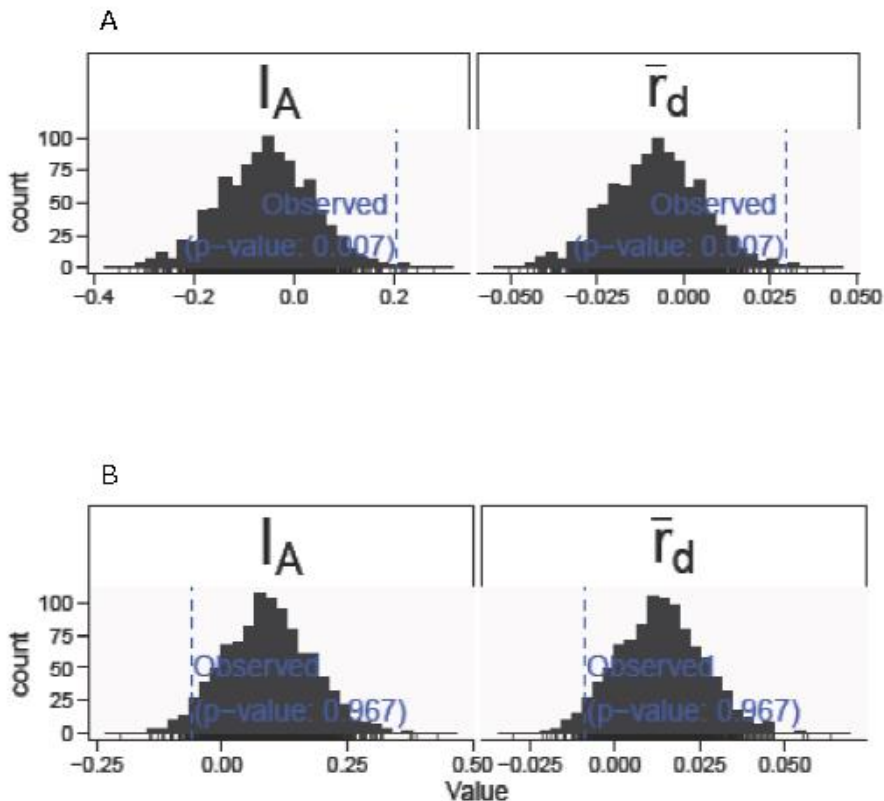 A
I_A r̄_d
100
75
50
25
0
count
Observed
(p-value: 0.007)
Observed
(p-value: 0.007)
-0.4 -0.2 0.0 0.2
-0.050 -0.025 0.000 0.025 0.050
B
I_A r̄_d
100
75
50
25
0
count
Observed
(p-value: 0.967)
Observed
(p-value: 0.967)
-0.25 0.00 0.25 0.50
-0.025 0.000 0.025 0.050
Value